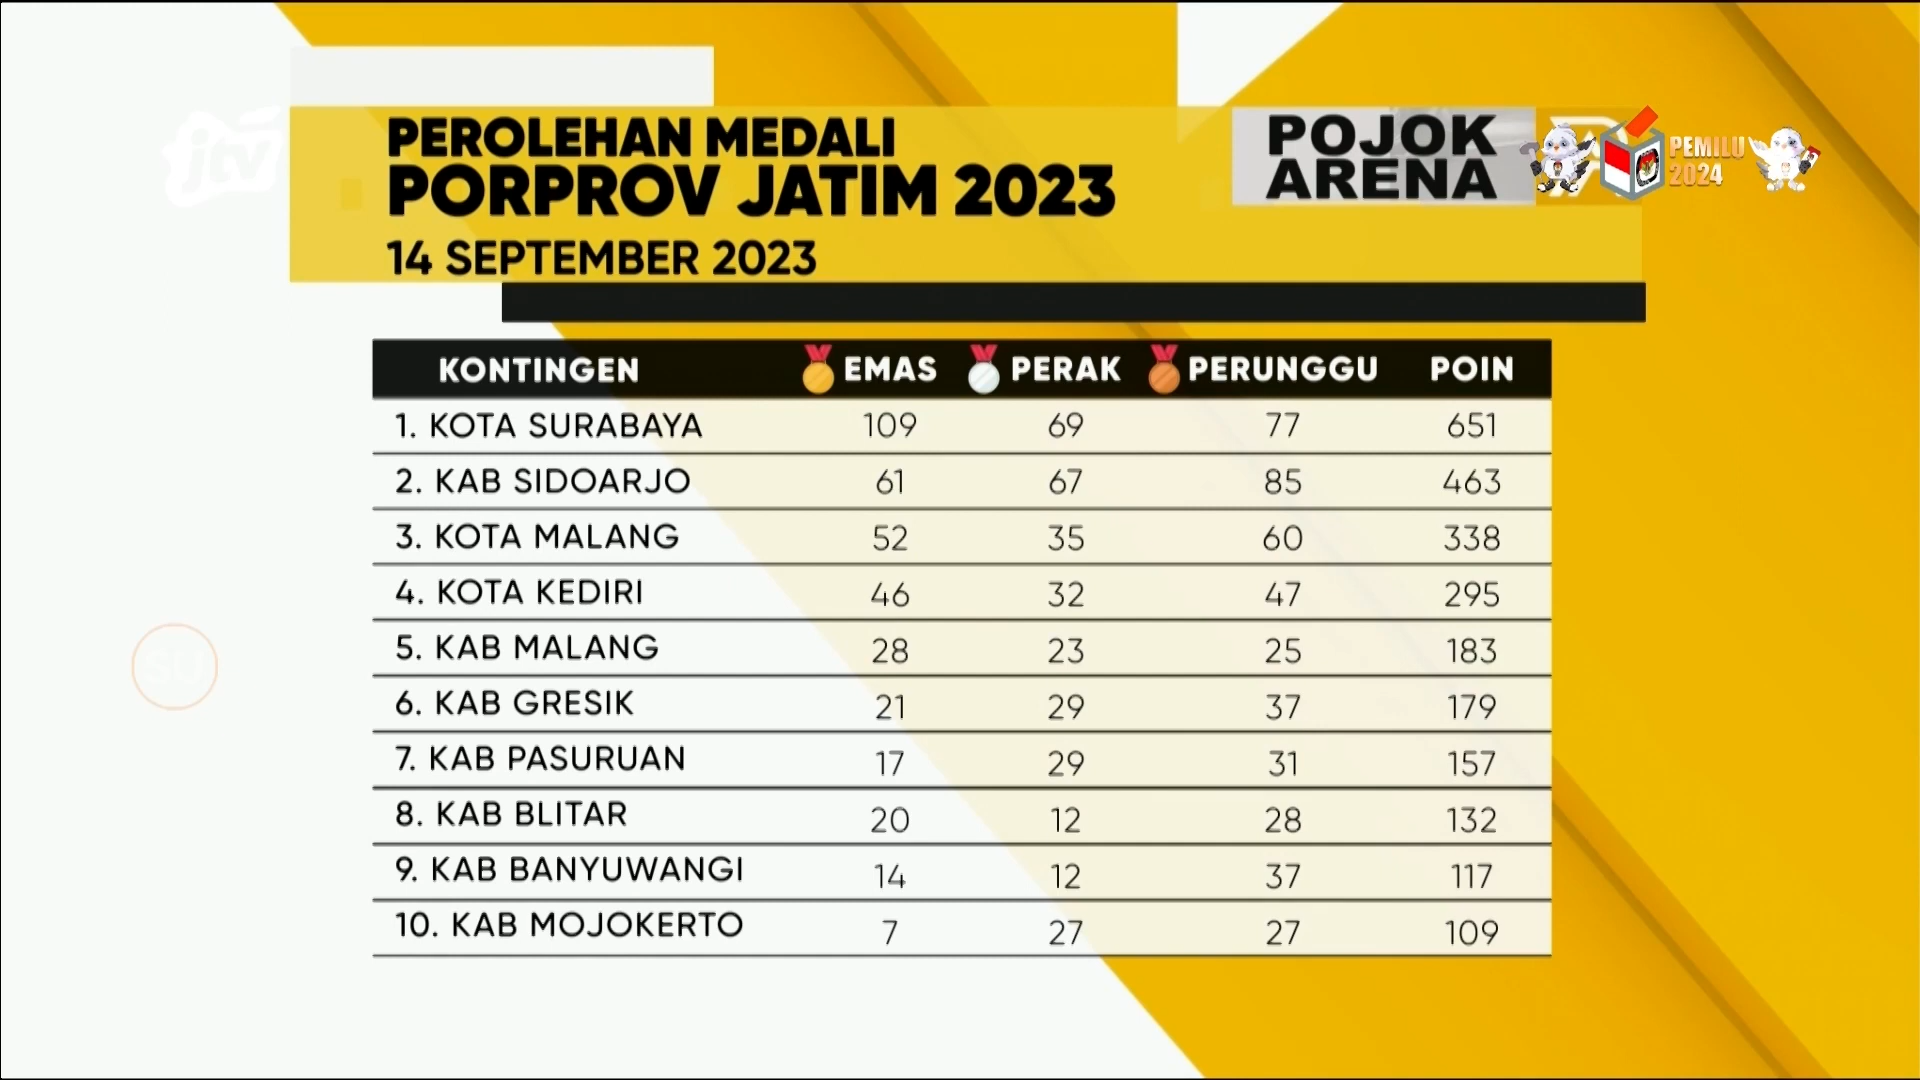 jtv
PEROLEHAN MEDALI
PORPROV JATIM 2023
14 SEPTEMBER 2023
POJOK
ARENA
PEMILU
2024
KONTINGEN EMAS PERAK PERUNGGU POIN
1. KOTA SURABAYA 109 69 77 651
2. KAB SIDOARJO 61 67 85 463
3. KOTA MALANG 52 35 60 338
4. KOTA KEDIRI 46 32 47 295
5. KAB MALANG 28 23 25 183
6. KAB GRESIK 21 29 37 179
7. KAB PASURUAN 17 29 31 157
8. KAB BLITAR 20 12 28 132
9. KAB BANYUWANGI 14 12 37 117
10. KAB MOJOKERTO 7 27 27 109
SU